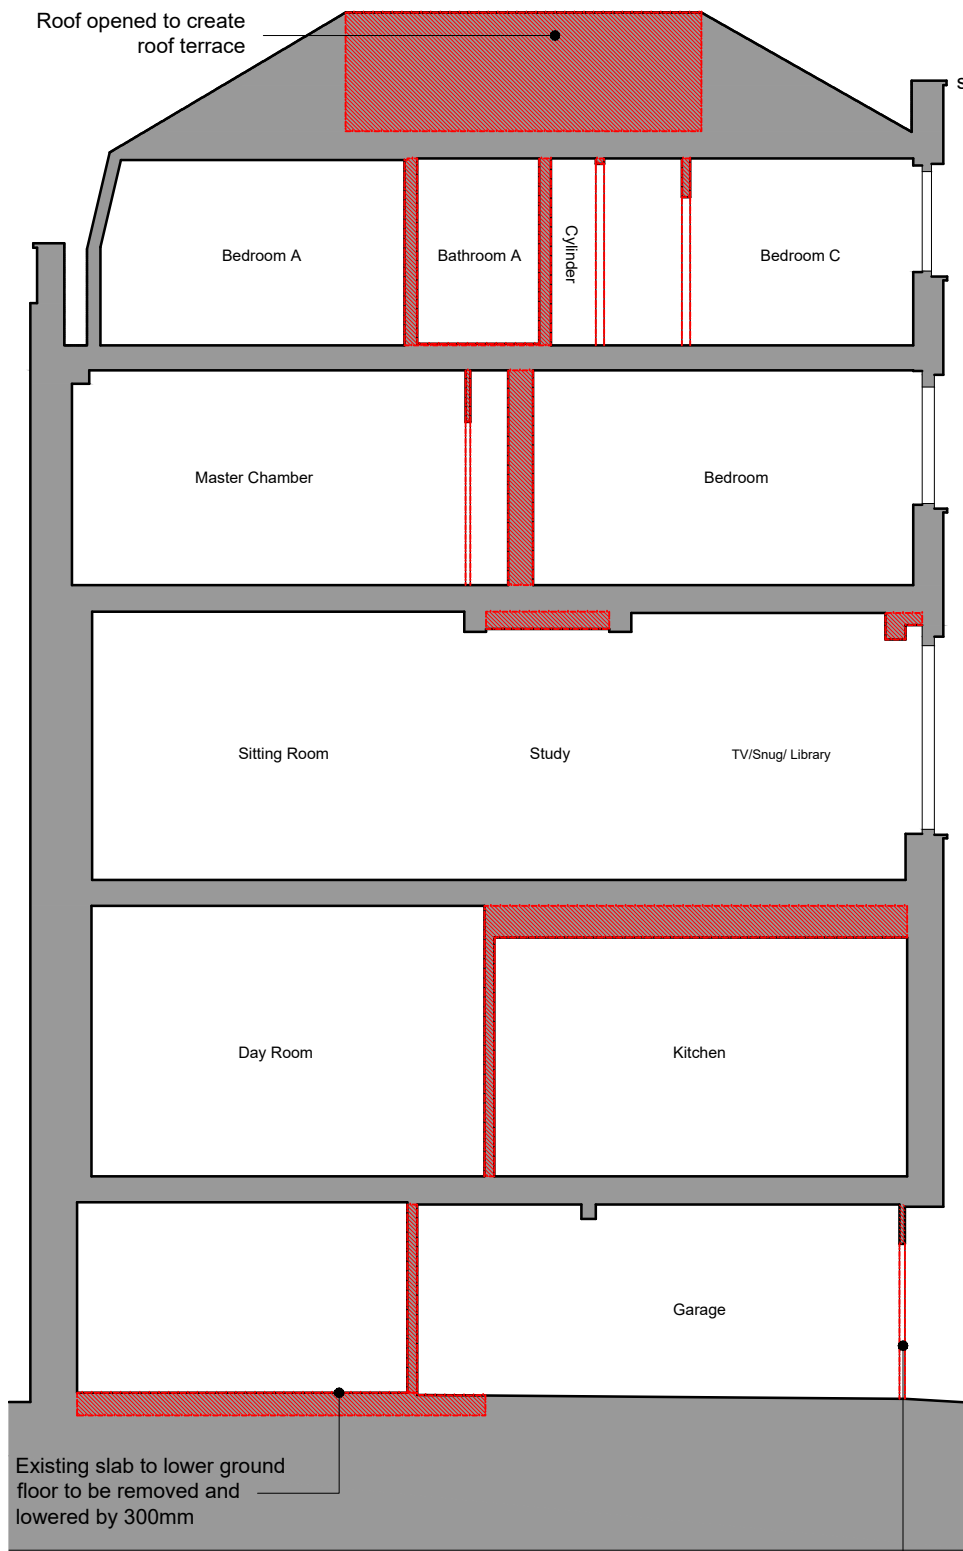 Roof opened to create
roof terrace
s
Bedroom A
Bathroom A
Cylinder
Bedroom C
Master Chamber
Bedroom
Sitting Room
Study
TV/Snug/ Library
Day Room
Kitchen
Garage
Existing slab to lower ground
floor to be removed and
lowered by 300mm